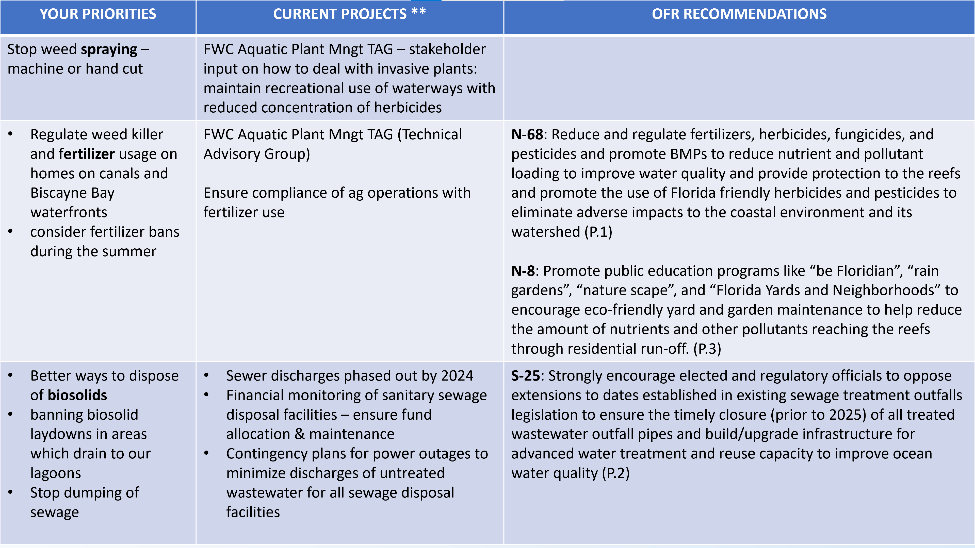 YOUR PRIORITIES
CURRENT PROJECTS **
OFR RECOMMENDATIONS
Stop weed spraying –
machine or hand cut
FWC Aquatic Plant Mngt TAG – stakeholder
input on how to deal with invasive plants:
maintain recreational use of waterways with
reduced concentration of herbicides
• Regulate weed killer
and fertilizer usage on
homes on canals and
Biscayne Bay
waterfronts
• consider fertilizer bans
during the summer
FWC Aquatic Plant Mngt TAG (Technical
Advisory Group)
Ensure compliance of ag operations with
fertilizer use
N-68: Reduce and regulate fertilizers, herbicides, fungicides, and
pesticides and promote BMPs to reduce nutrient and pollutant
loading to improve water quality and provide protection to the reefs
and promote the use of Florida friendly herbicides and pesticides to
eliminate adverse impacts to the coastal environment and its
watershed (P.1)
N-8: Promote public education programs like “be Floridian”, “rain
gardens”, “nature scape”, and “Florida Yards and Neighborhoods” to
encourage eco-friendly yard and garden maintenance to help reduce
the amount of nutrients and other pollutants reaching the reefs
through residential run-off. (P.3)
• Better ways to dispose
of biosolids
• banning biosolid
laydowns in areas
which drain to our
lagoons
• Stop dumping of
sewage
• Sewer discharges phased out by 2024
• Financial monitoring of sanitary sewage
disposal facilities – ensure fund
allocation & maintenance
• Contingency plans for power outages to
minimize discharges of untreated
wastewater for all sewage disposal
facilities
S-25: Strongly encourage elected and regulatory officials to oppose
extensions to dates established in existing sewage treatment outfalls
legislation to ensure the timely closure (prior to 2025) of all treated
wastewater outfall pipes and build/upgrade infrastructure for
advanced water treatment and reuse capacity to improve ocean
water quality (P.2)